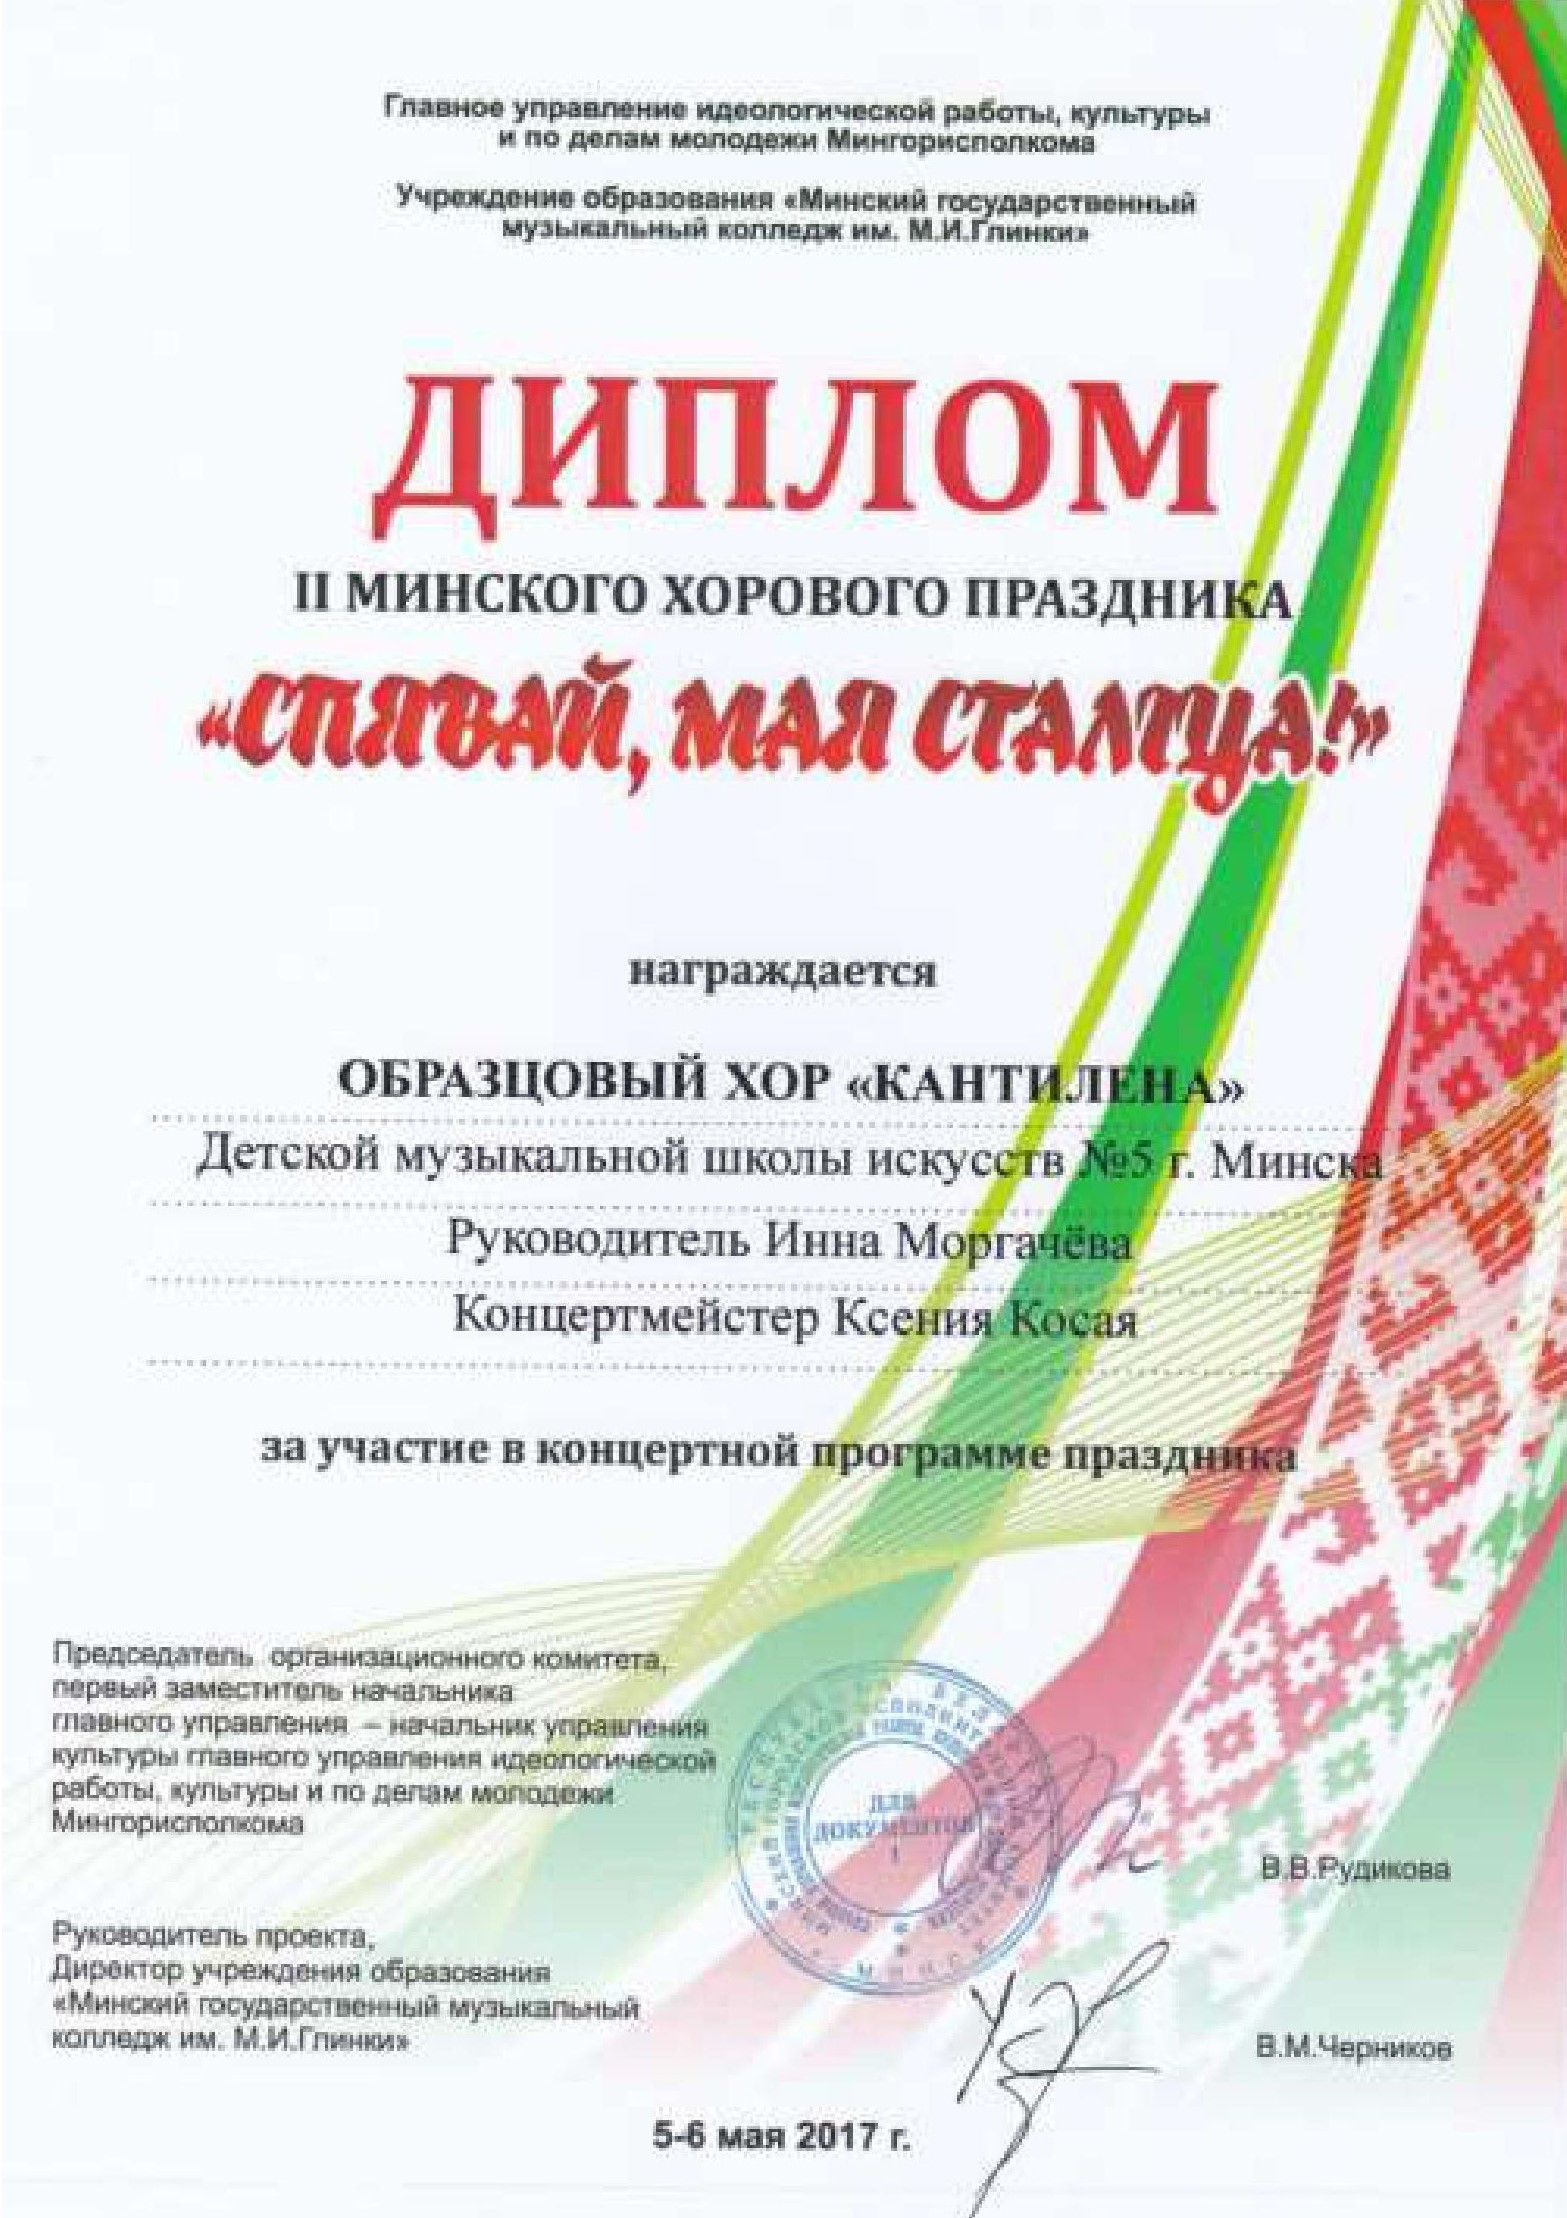 Главное управление идеологической работы, культуры
и по делам молодежи Мингорисполкома
Учреждение образования «Минский государственный
музыкальный колледж им. М.И.Глинки»
ДИПЛОМ
II МИНСКОГО ХОРОВОГО ПРАЗДНИКА
«СПЯВАЙ, МАЯ СТАЛІЦА!»
награждается
ОБРАЗЦОВЫЙ ХОР «КАНТИЛЕНА»
Детской музыкальной школы искусств №5 г. Минска
Руководитель Инна Моргачёва
Концертмейстер Ксения Косая
за участие в концертной программе праздника
Председатель организационного комитета,
первый заместитель начальника
главного управления – начальник управления
культуры главного управления идеологической
работы, культуры и по делам молодежи
Мингорисполкома
ДЛЯ
ДОКУМЕНТОВ
1
В.В.Рудикова
Руководитель проекта,
Директор учреждения образования
«Минский государственный музыкальный
колледж им. М.И.Глинки»
В.М.Черников
5-6 мая 2017 г.